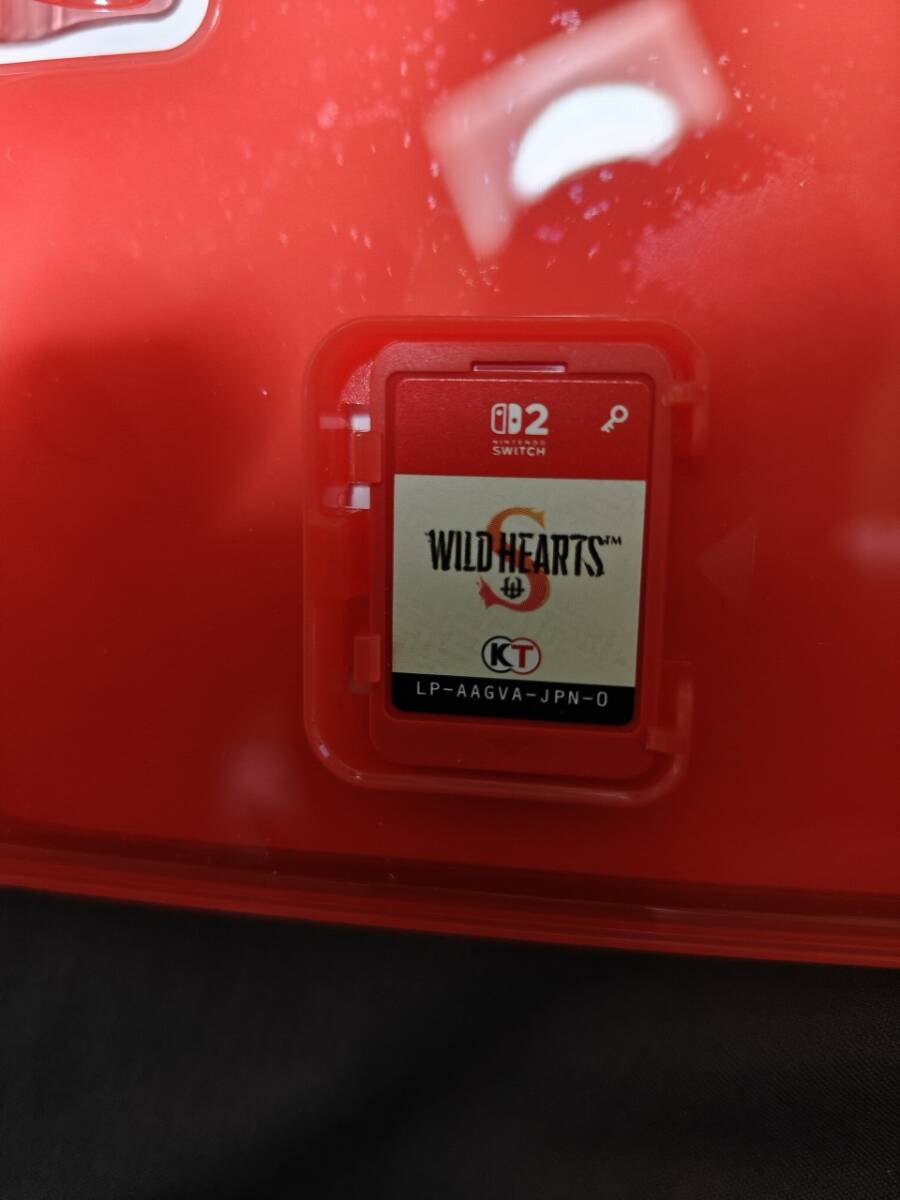 2
NINTENDO
SWITCH
S
WILD HEARTS™
KT
LP-AAGVA-JPN-0